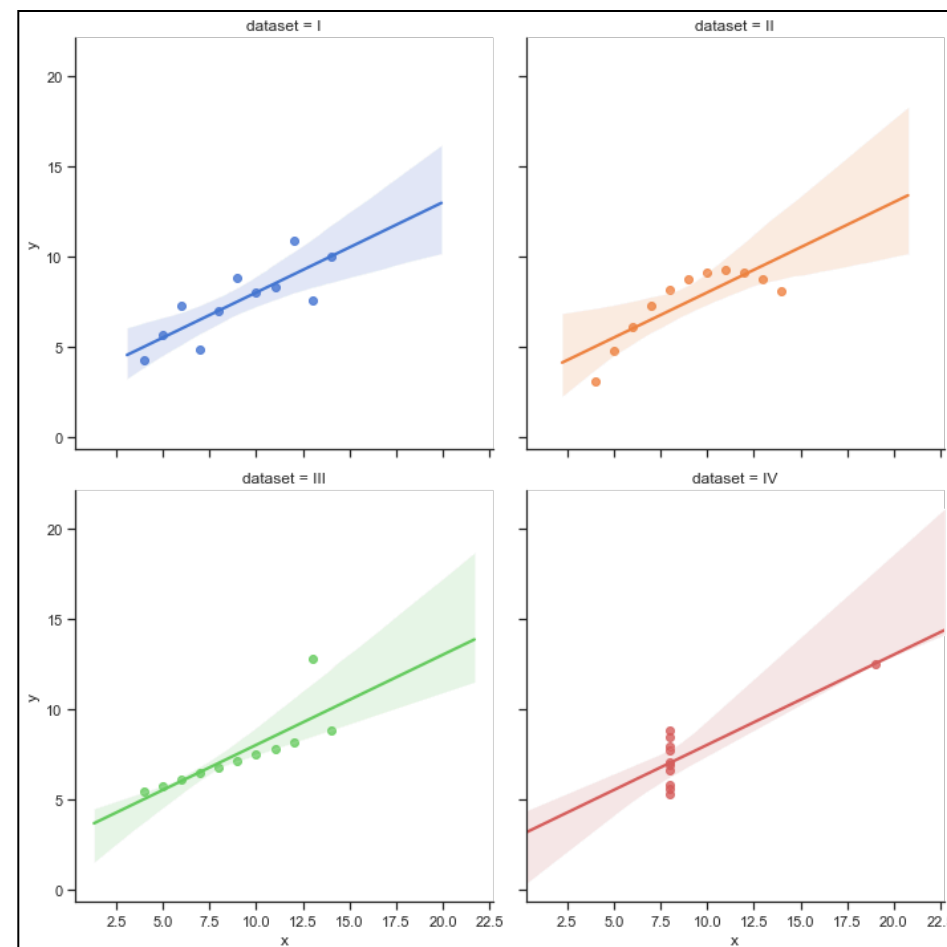 dataset = I
dataset = II
20
15
y
10
5
0
dataset = III
dataset = IV
20
15
y
10
5
0
2.5 5.0 7.5 10.0 12.5 15.0 17.5 20.0 22.5
2.5 5.0 7.5 10.0 12.5 15.0 17.5 20.0 22.
x
x